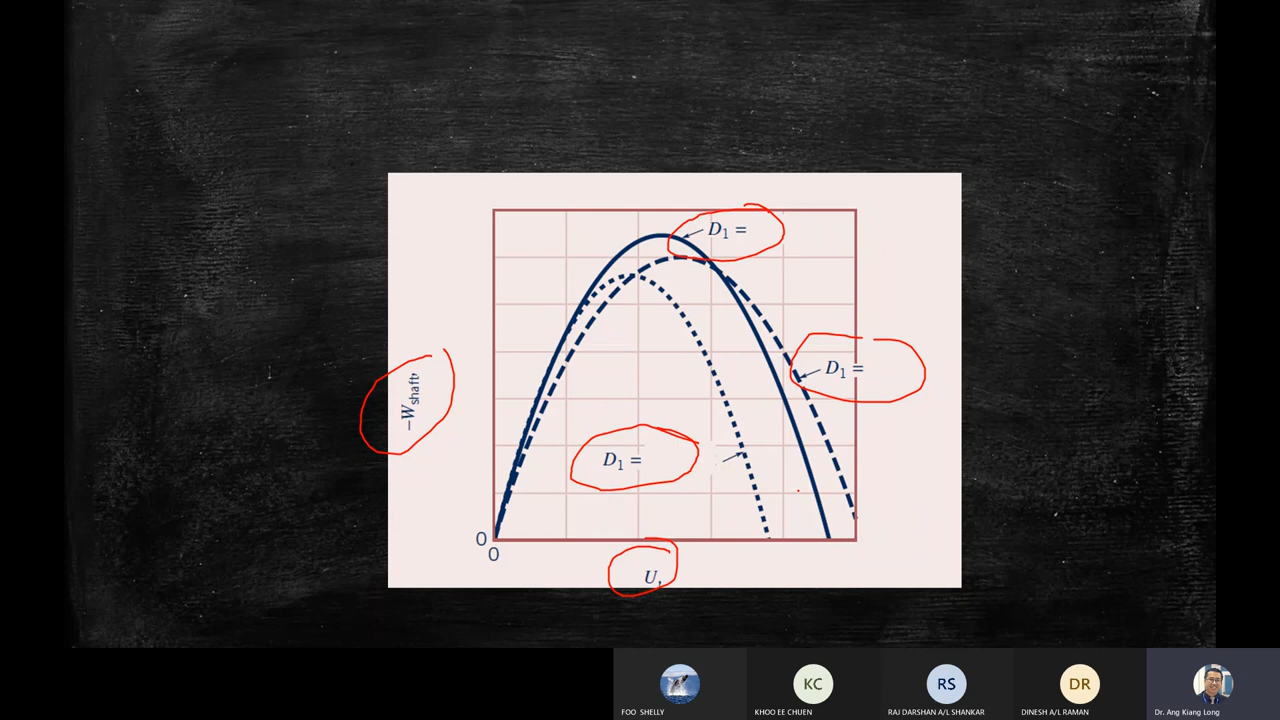 D₁ =
D₁ =
−Ẇshaft,
D₁ =
0
0
U,
FOO SHELLY
KC
KHOO EE CHUEN
RS
RAJ DARSHAN A/L SHANKAR
DR
DINESH A/L RAMAN
Dr. Ang Kiang Long